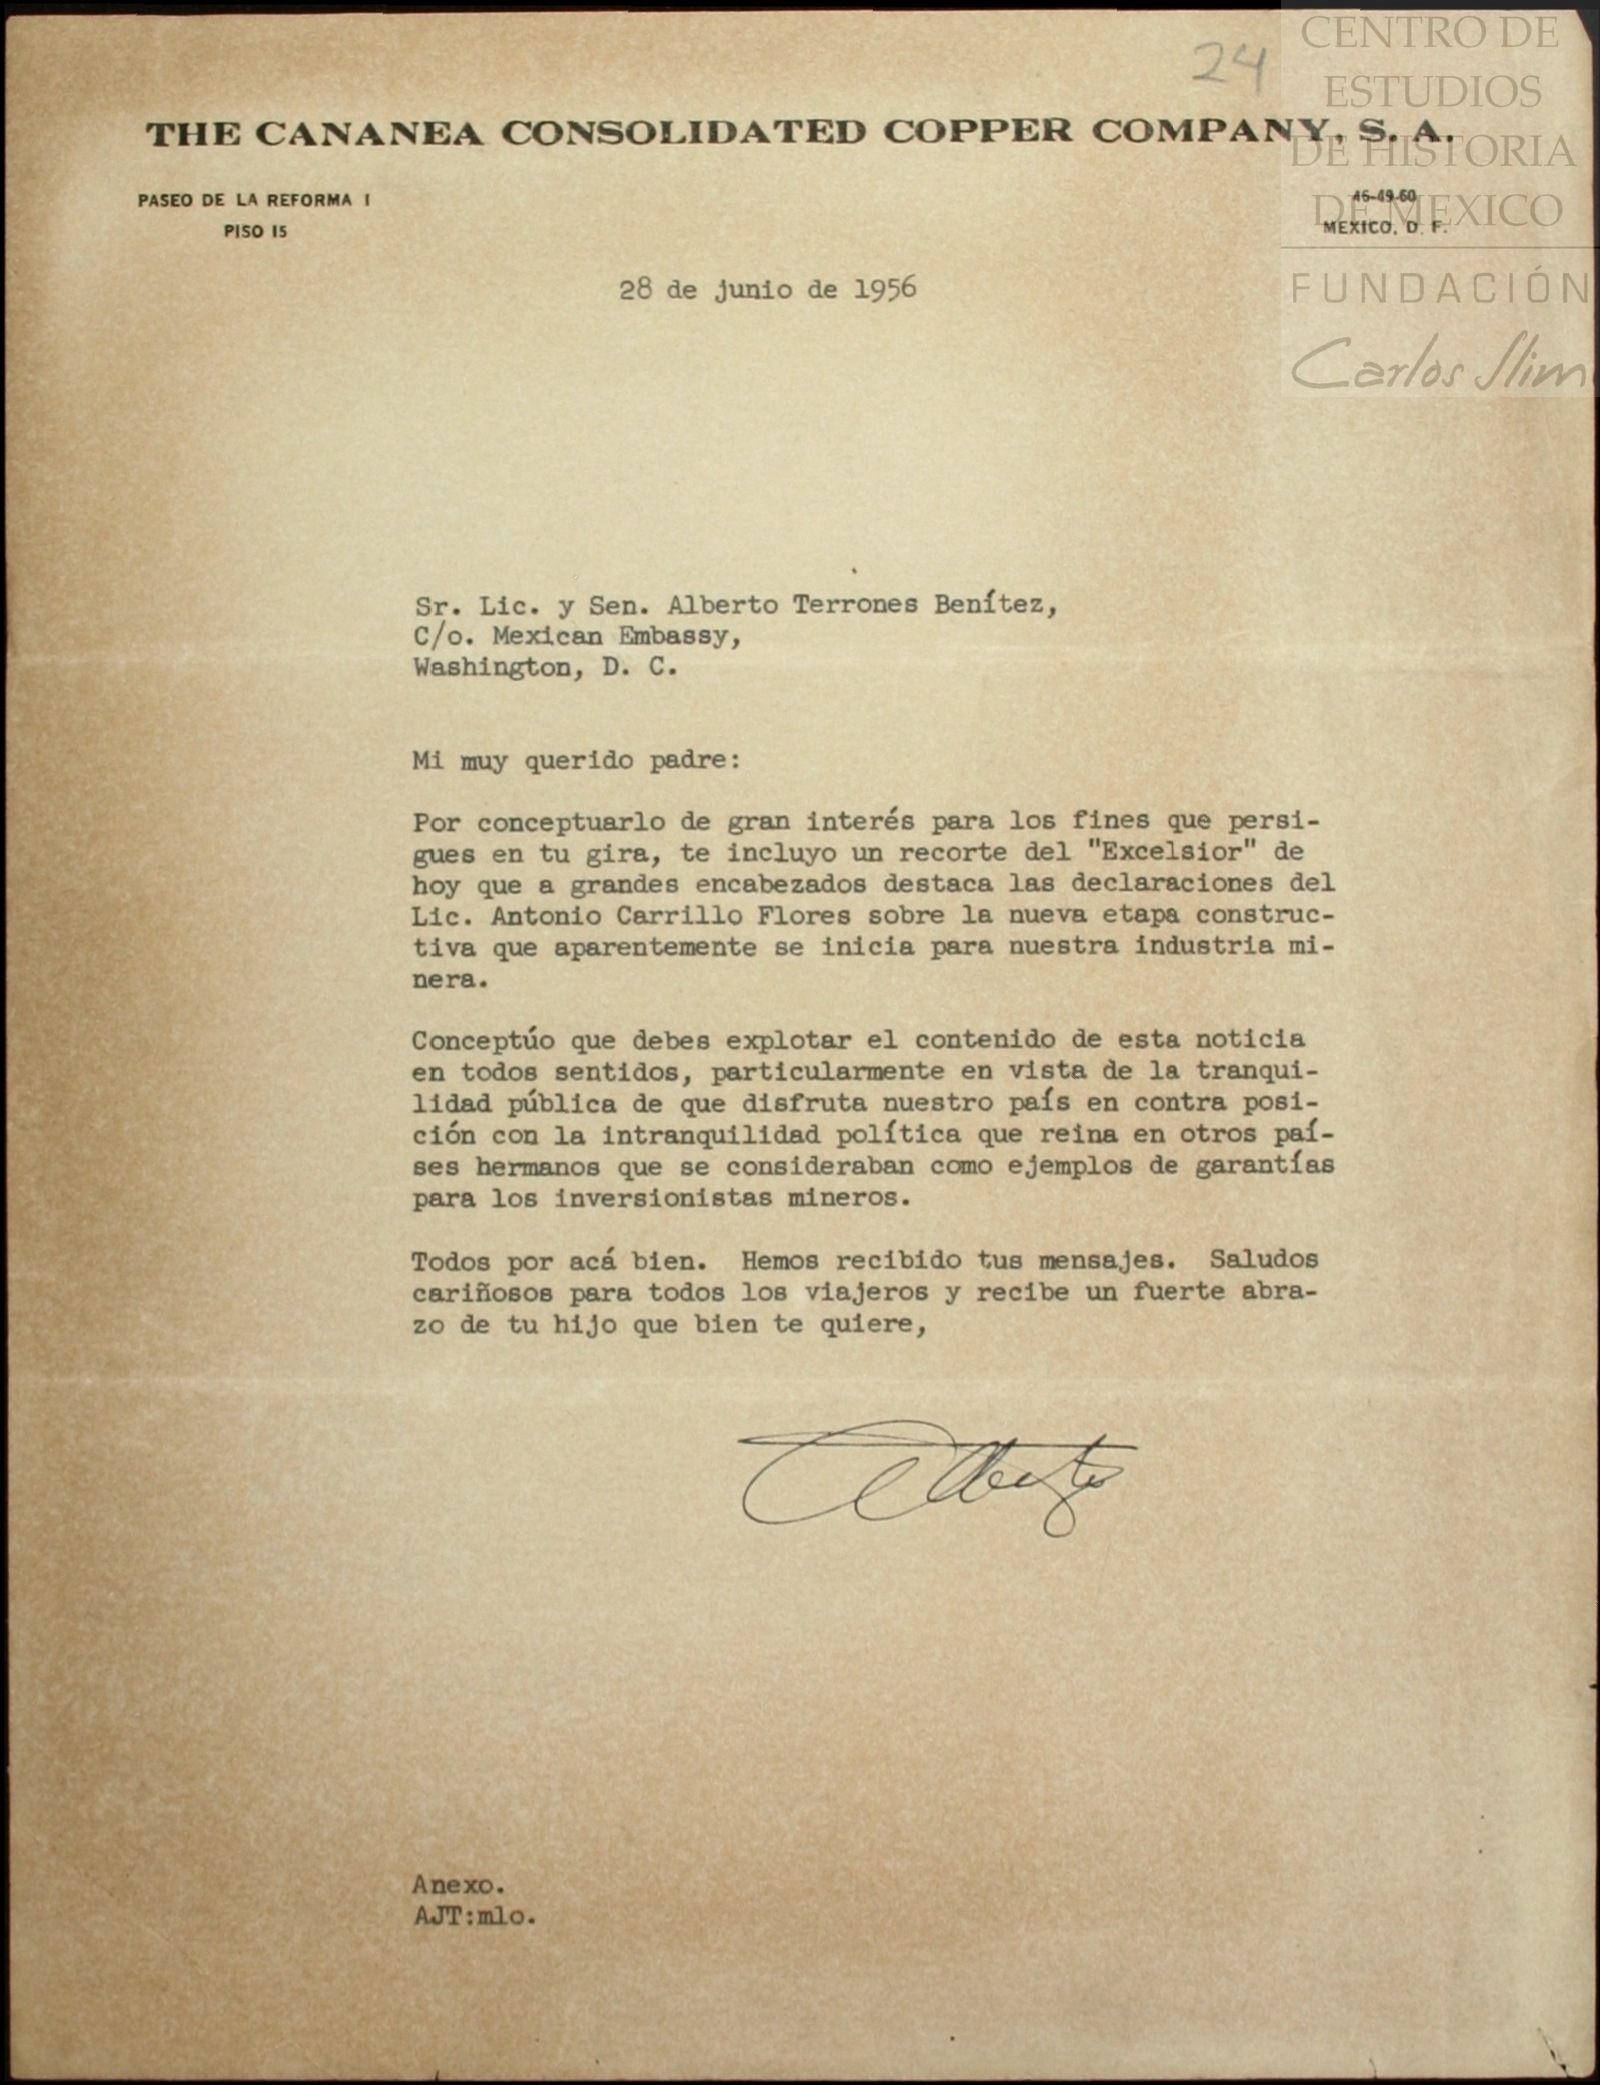 24
CENTRO DE
ESTUDIOS
DE HISTORIA
DE MEXICO
FUNDACIÓN
Carlos Slim
THE CANANEA CONSOLIDATED COPPER COMPANY, S. A.
PASEO DE LA REFORMA 1
PISO 15
46-49-60
MEXICO, D. F.
28 de junio de 1956
Sr. Lic. y Sen. Alberto Terrones Benítez,
C/o. Mexican Embassy,
Washington, D. C.
Mi muy querido padre:
Por conceptuarlo de gran interés para los fines que persi-
gues en tu gira, te incluyo un recorte del "Excelsior" de
hoy que a grandes encabezados destaca las declaraciones del
Lic. Antonio Carrillo Flores sobre la nueva etapa construc-
tiva que aparentemente se inicia para nuestra industria mi-
nera.
Conceptúo que debes explotar el contenido de esta noticia
en todos sentidos, particularmente en vista de la tranqui-
lidad pública de que disfruta nuestro país en contra posi-
ción con la intranquilidad política que reina en otros paí-
ses hermanos que se consideraban como ejemplos de garantías
para los inversionistas mineros.
Todos por acá bien. Hemos recibido tus mensajes. Saludos
cariñosos para todos los viajeros y recibe un fuerte abra-
zo de tu hijo que bien te quiere,
Alberto
Anexo.
AJT:mlo.